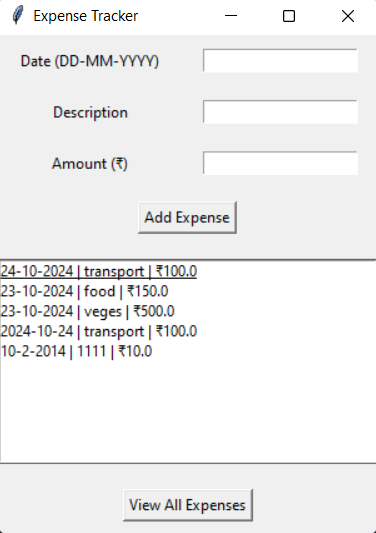 Expense Tracker
Date (DD-MM-YYYY)
Description
Amount (₹)
Add Expense
24-10-2024 | transport | ₹100.0
23-10-2024 | food | ₹150.0
23-10-2024 | veges | ₹500.0
2024-10-24 | transport | ₹100.0
10-2-2014 | 1111 | ₹10.0
View All Expenses